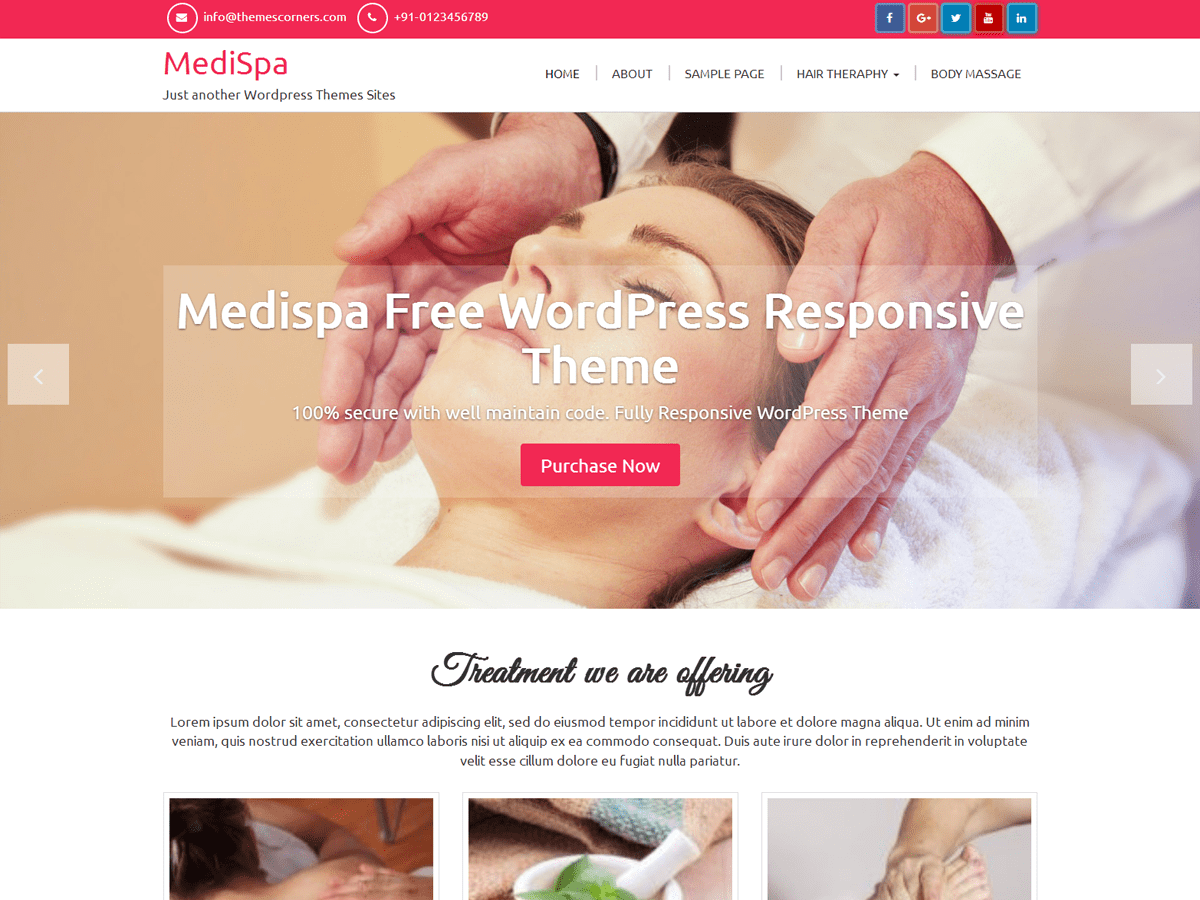 info@themescorners.com +91-0123456789
MediSpa
Just another Wordpress Themes Sites
HOME ABOUT SAMPLE PAGE HAIR THERAPHY BODY MASSAGE
Medispa Free WordPress Responsive
Theme
100% secure with well maintain code. Fully Responsive WordPress Theme
Purchase Now
Treatment we are offering
Lorem ipsum dolor sit amet, consectetur adipiscing elit, sed do eiusmod tempor incididunt ut labore et dolore magna aliqua. Ut enim ad minim
veniam, quis nostrud exercitation ullamco laboris nisi ut aliquip ex ea commodo consequat. Duis aute irure dolor in reprehenderit in voluptate
velit esse cillum dolore eu fugiat nulla pariatur.